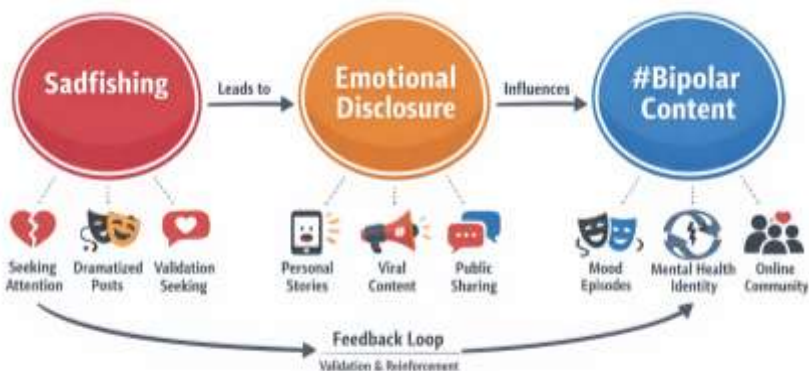 Sadfishing
Leads to
Emotional
Disclosure
Influences
#Bipolar
Content
Seeking
Attention
Dramatized
Posts
Validation
Seeking
Personal
Stories
Viral
Content
Public
Sharing
Mood
Episodes
Mental Health
Identity
Online
Community
Feedback Loop
Validation & Reinforcement